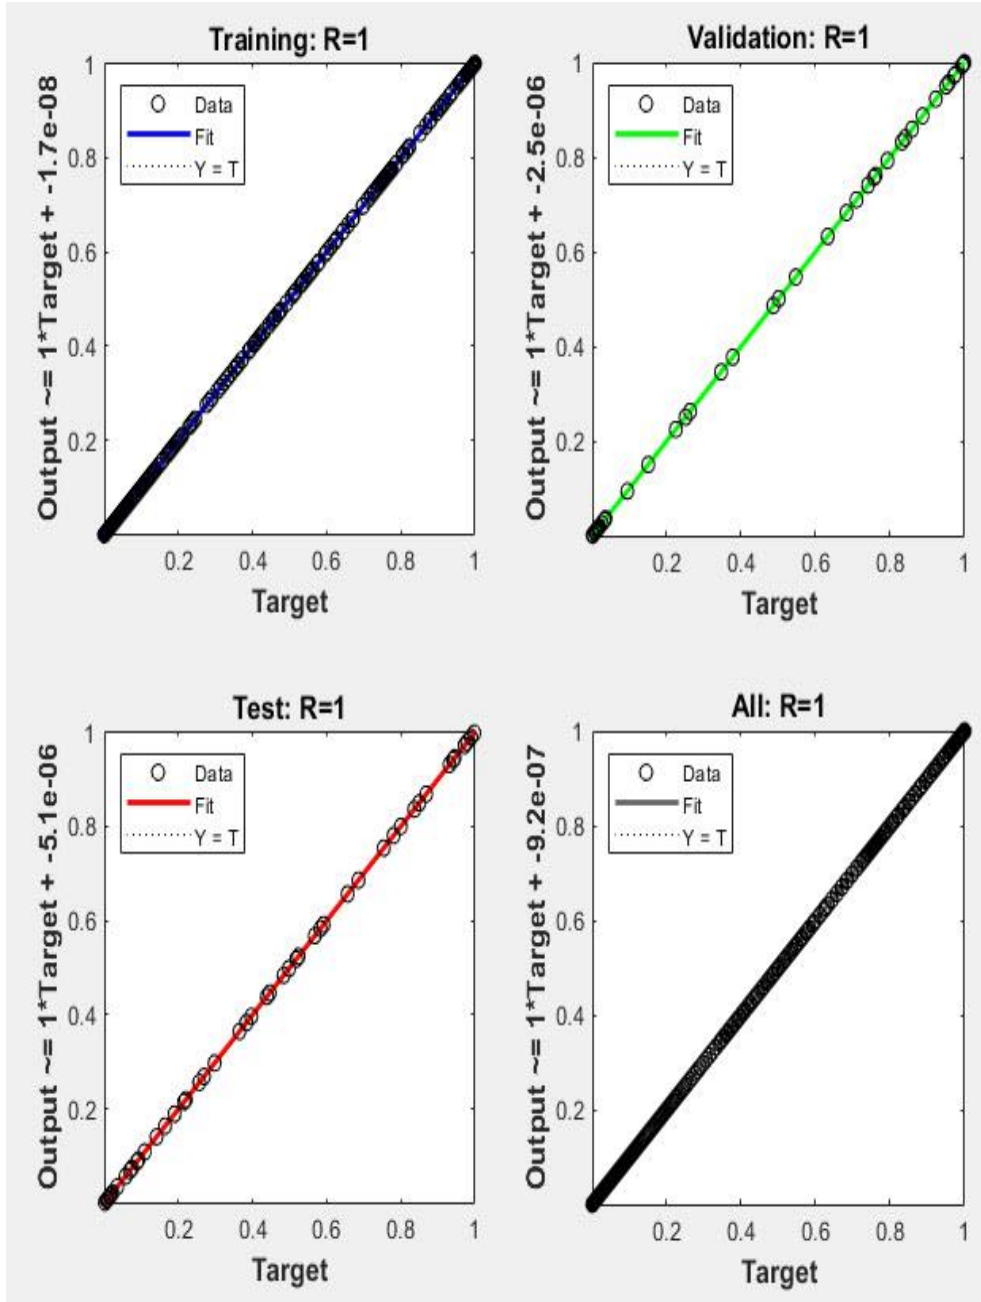 Training: R=1
Output ~= 1*Target + -1.7e-08
Data
Fit
Y = T
1
0.8
0.6
0.4
0.2
0.2 0.4 0.6 0.8 1
Target
Validation: R=1
Output ~= 1*Target + -2.5e-06
Data
Fit
Y = T
1
0.8
0.6
0.4
0.2
0.2 0.4 0.6 0.8 1
Target
Test: R=1
Output ~= 1*Target + -5.1e-06
Data
Fit
Y = T
1
0.8
0.6
0.4
0.2
0.2 0.4 0.6 0.8 1
Target
All: R=1
Output ~= 1*Target + -9.2e-07
Data
Fit
Y = T
1
0.8
0.6
0.4
0.2
0.2 0.4 0.6 0.8 1
Target